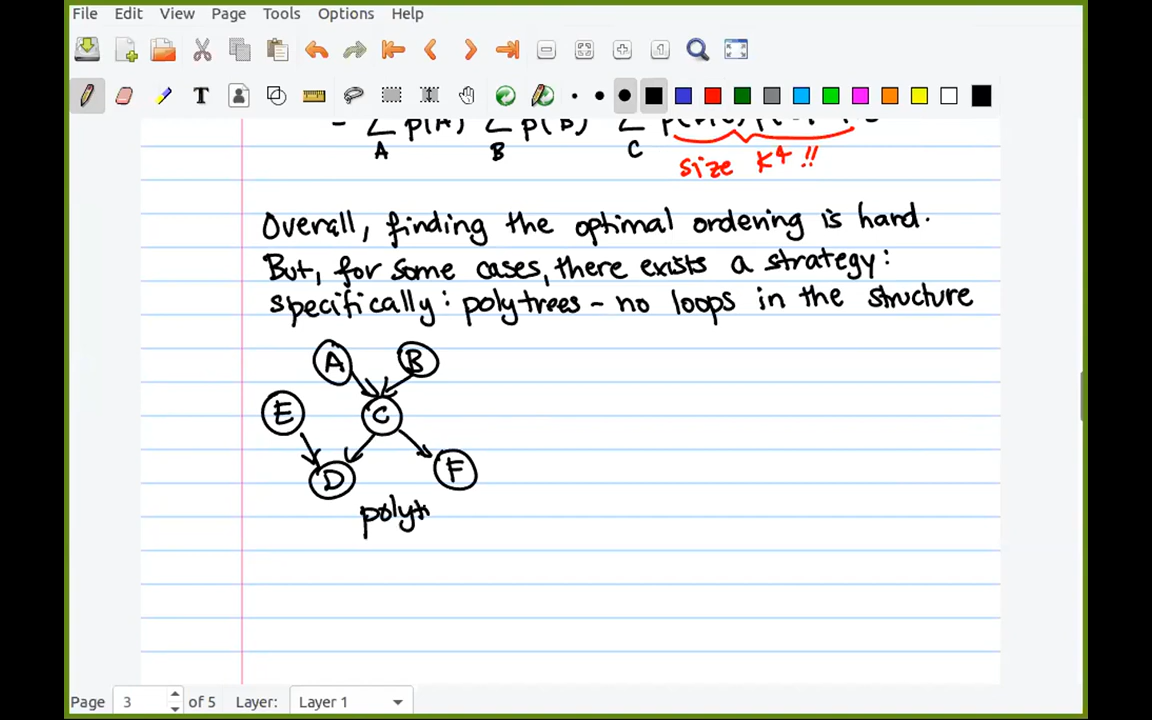 File Edit View Page Tools Options Help
= Σ p(A) Σ p(B) Σ
A B C
size K⁴ !!
Overall, finding the optimal ordering is hard.
But, for some cases, there exists a strategy:
specifically: polytrees - no loops in the structure
A B
E C
D F
polyt
Page 3 of 5 Layer: Layer 1